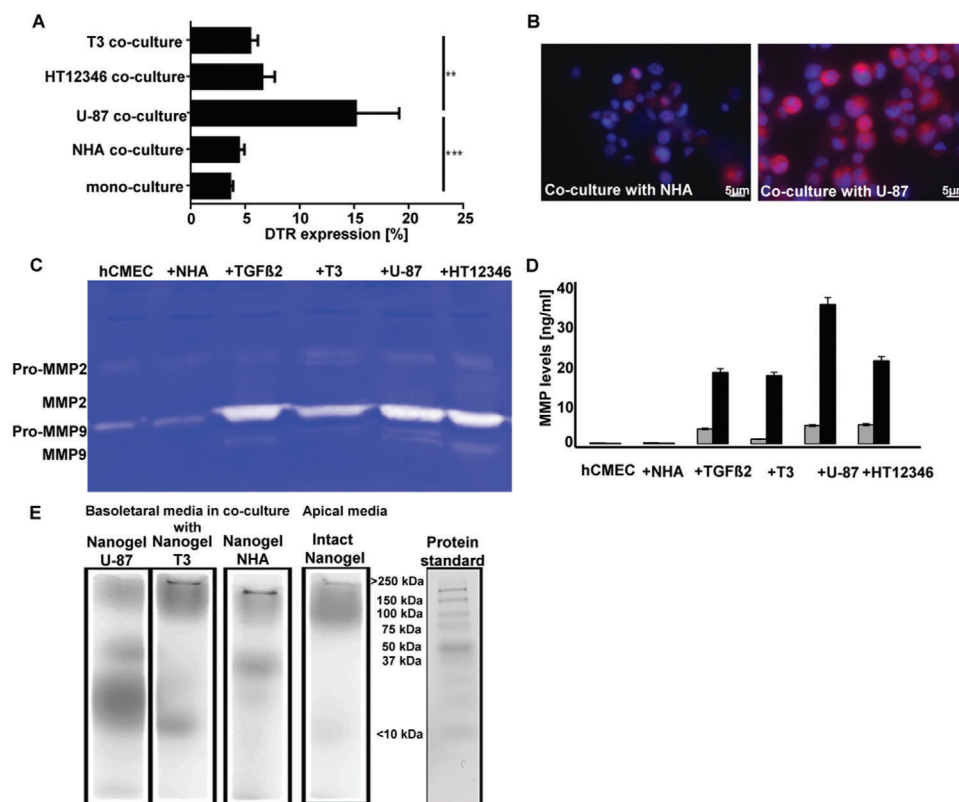 A
T3 co-culture
HT12346 co-culture
U-87 co-culture
NHA co-culture
mono-culture
**
***
0 5 10 15 20 25
DTR expression [%]
B
Co-culture with NHA
5µm
Co-culture with U-87
5µm
C
hCMEC +NHA +TGFß2 +T3 +U-87 +HT12346
Pro-MMP2
MMP2
Pro-MMP9
MMP9
D
MMP levels [ng/ml]
40
30
20
10
0
hCMEC +NHA +TGFß2 +T3 +U-87 +HT12346
E
Basoletaral media in co-culture
with
Apical media
Nanogel
U-87
Nanogel
T3
Nanogel
NHA
Intact
Nanogel
Protein
standard
>250 kDa
150 kDa
100 kDa
75 kDa
50 kDa
37 kDa
<10 kDa